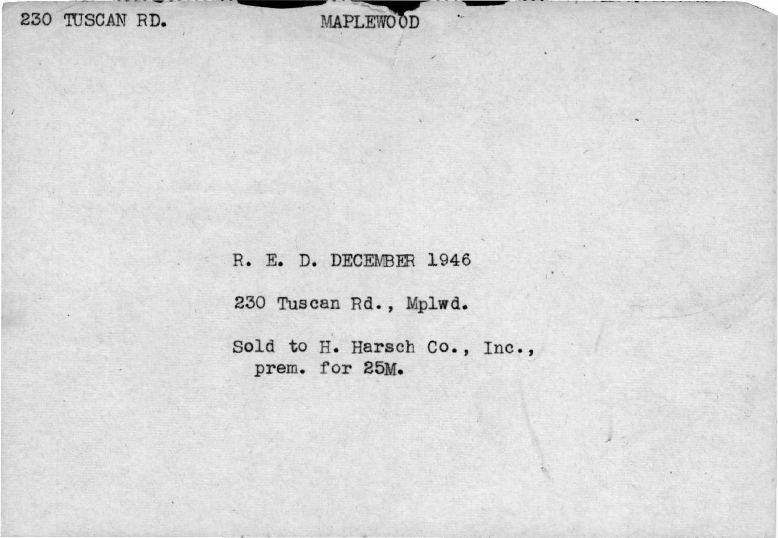 230 TUSCAN RD. MAPLEWOOD
R. E. D. DECEMBER 1946
230 Tuscan Rd., Mplwd.
Sold to H. Harsch Co., Inc.,
prem. for 25M.